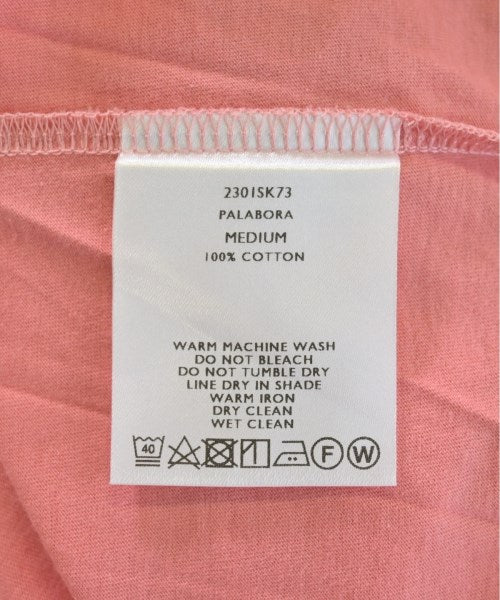 2301SK73
PALABORA
MEDIUM
100% COTTON
WARM MACHINE WASH
DO NOT BLEACH
DO NOT TUMBLE DRY
LINE DRY IN SHADE
WARM IRON
DRY CLEAN
WET CLEAN
40 F W